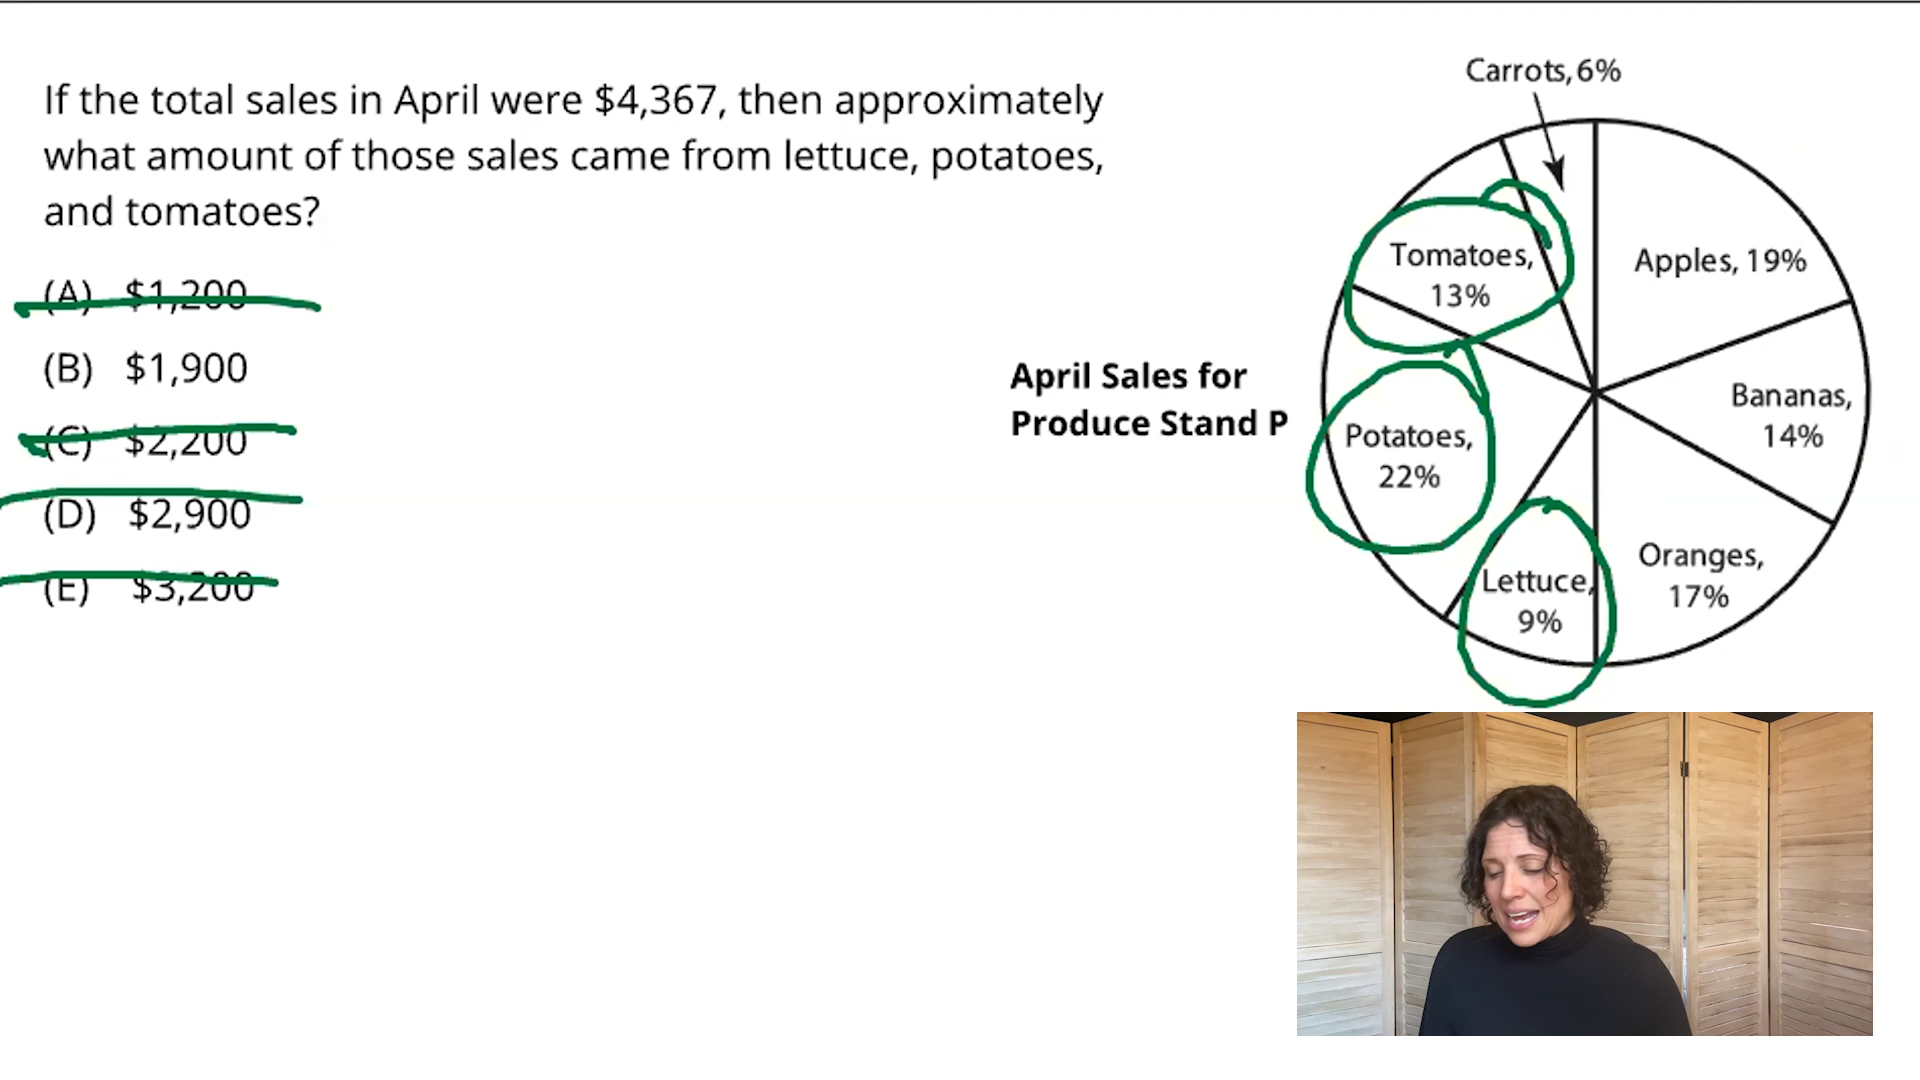 If the total sales in April were $4,367, then approximately
what amount of those sales came from lettuce, potatoes,
and tomatoes?
(A) $1,200
(B) $1,900
(C) $2,200
(D) $2,900
(E) $3,200
April Sales for
Produce Stand P
Carrots, 6%
Tomatoes,
13%
Apples, 19%
Bananas,
14%
Potatoes,
22%
Oranges,
17%
Lettuce,
9%